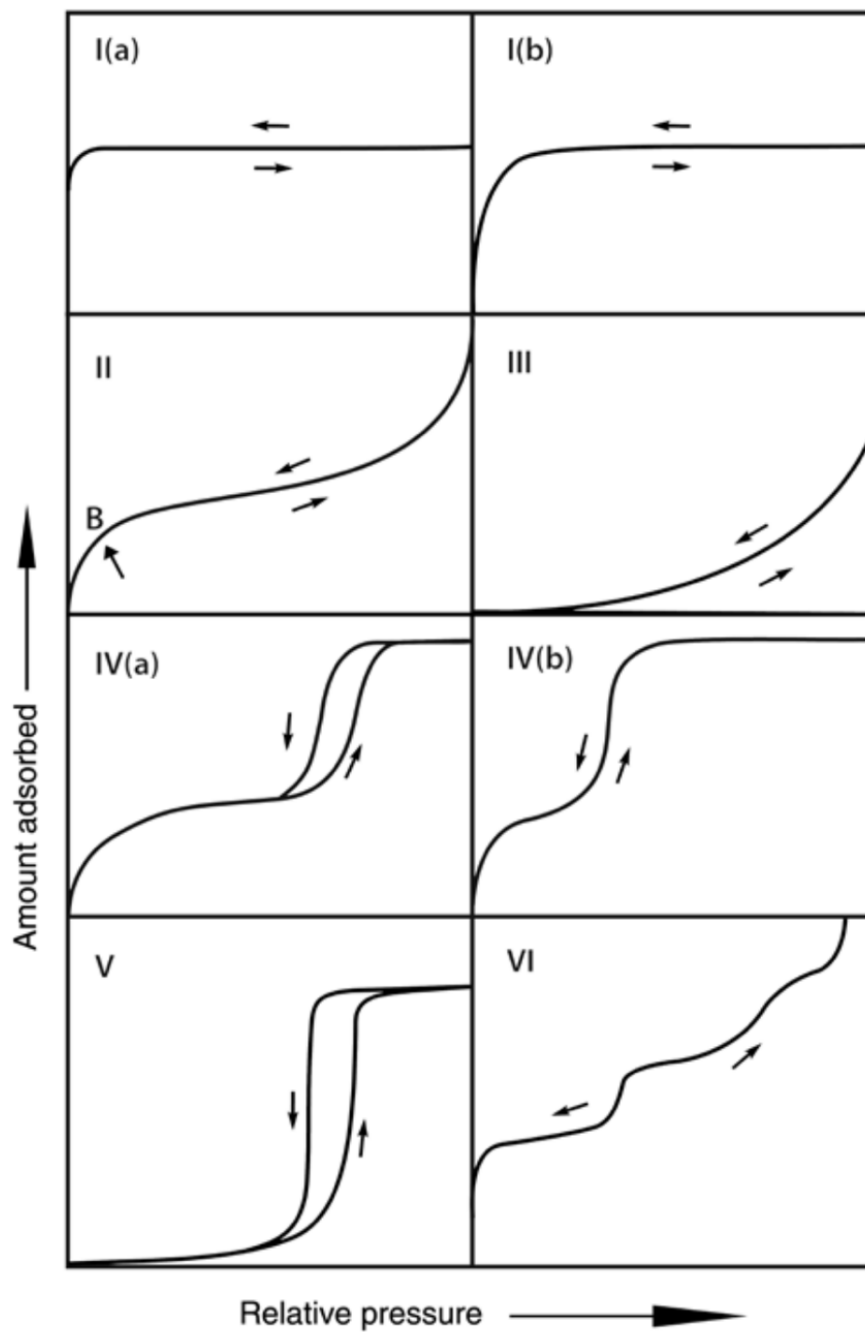 I(a)
I(b)
II
III
B
IV(a)
IV(b)
V
VI
Amount adsorbed
Relative pressure